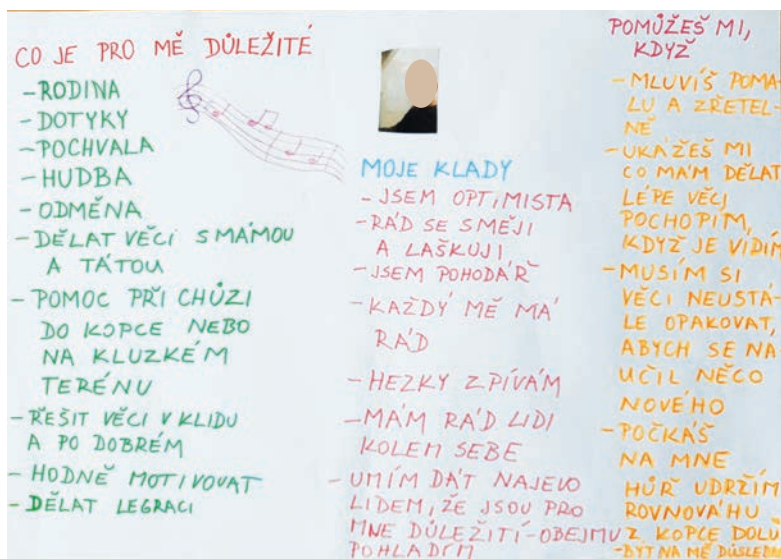 CO JE PRO MĚ DŮLEŽITÉ
- RODINA
- DOTYKY
- POCHVALA
- HUDBA
- ODMĚNA
- DĚLAT VĚCI S MÁMOU
A TÁTOU
- POMOC PŘI CHŮZI
DO KOPCE NEBO
NA KLUZKÉM
TERÉNU
- ŘEŠIT VĚCI V KLIDU
A PO DOBRÉM
- HODNĚ MOTIVOVAT
- DĚLAT LEGRACI
MOJE KLADY
- JSEM OPTIMISTA
- RÁD SE SMĚJI
A LAŠKUJI
- JSEM POHODÁŘ
- KAŽDÝ MĚ MÁ
RÁD
- HEZKY ZPÍVÁM
- MÁM RÁD LIDI
KOLEM SEBE
- UMÍM DÁT NAJEVO
LIDEM, ŽE JSOU PRO
MNE DŮLEŽITÍ - OBEJMU
POHLADÍM
POMŮŽEŠ MI,
KDYŽ
- MLUVÍŠ POMA-
LU A ZŘETEL-
NĚ
- UKÁŽEŠ MI
CO MÁM DĚLAT
LÉPE VĚCI
POCHOPÍM,
KDYŽ JE VIDÍM
- MUSÍM SI
VĚCI NEUSTÁ-
LE OPAKOVAT,
ABYCH SE NA
UČIL NĚCO
NOVÉHO
- POČKÁŠ
NA MNE
HŮŘ UDRŽÍM
ROVNOVÁHU
Z KOPCE DOLU
- BÝT NA MĚ